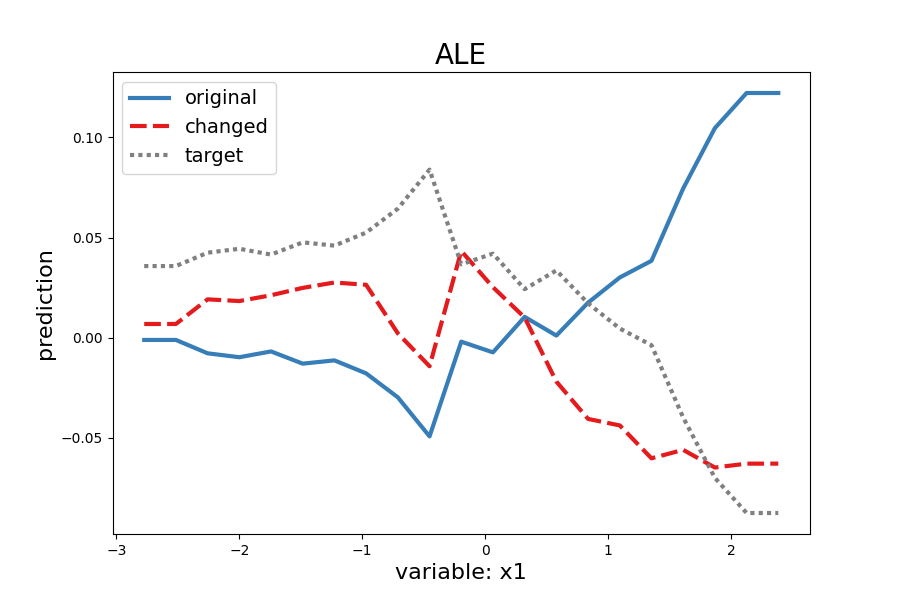 ALE
original
changed
target
0.10
0.05
0.00
−0.05
prediction
−3
−2
−1
0
1
2
variable: x1